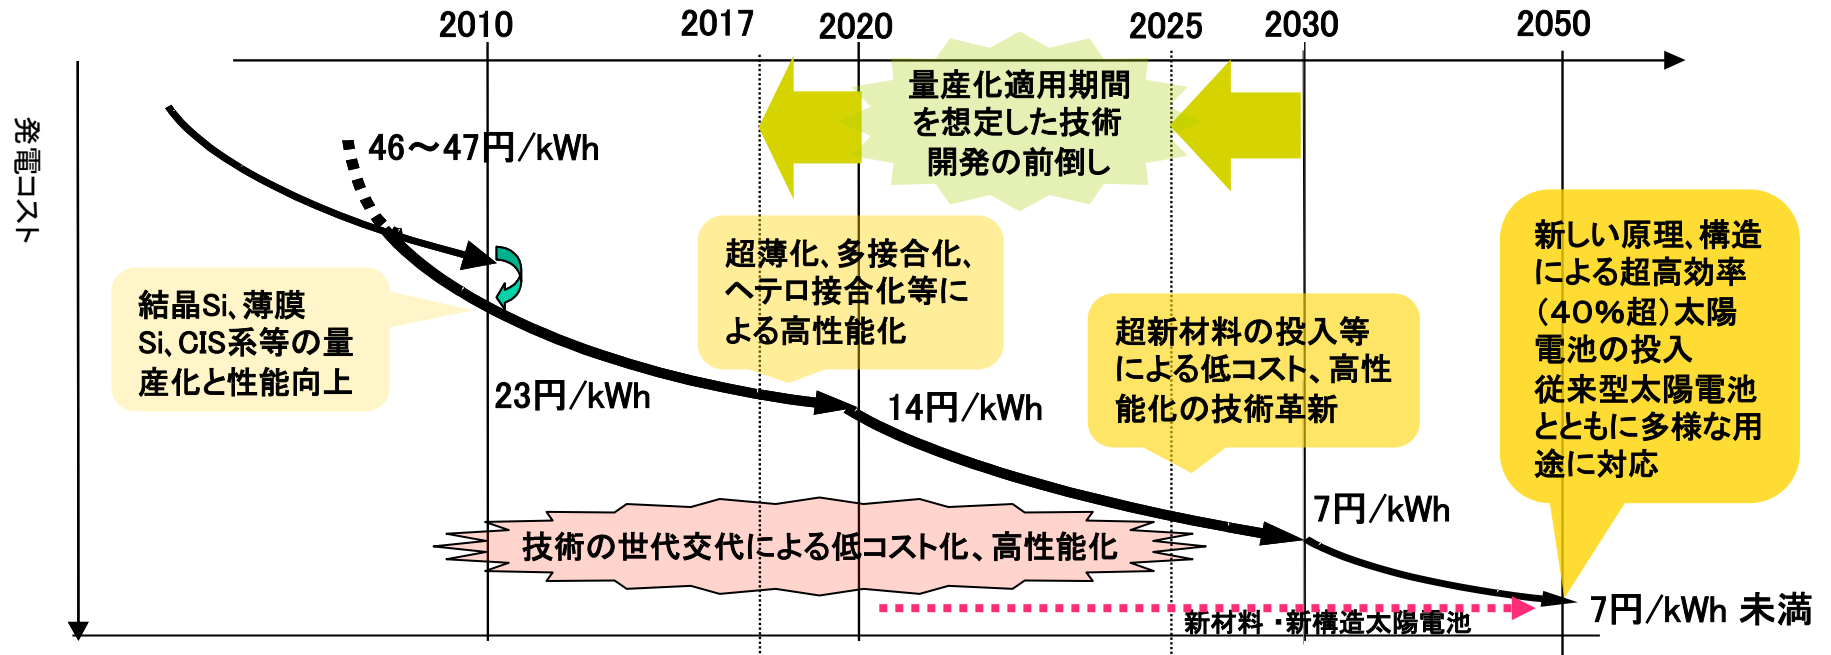 2010
2017
2020
2025
2030
2050
発電コスト
量産化適用期間
を想定した技術
開発の前倒し
46～47円/kWh
結晶Si、薄膜
Si、CIS系等の量
産化と性能向上
23円/kWh
超薄化、多接合化、
ヘテロ接合化等に
よる高性能化
14円/kWh
超新材料の投入等
による低コスト、高性
能化の技術革新
7円/kWh
新しい原理、構造
による超高効率
（４０％超）太陽
電池の投入
従来型太陽電池
とともに多様な用
途に対応
技術の世代交代による低コスト化、高性能化
新材料・新構造太陽電池
7円/kWh 未満